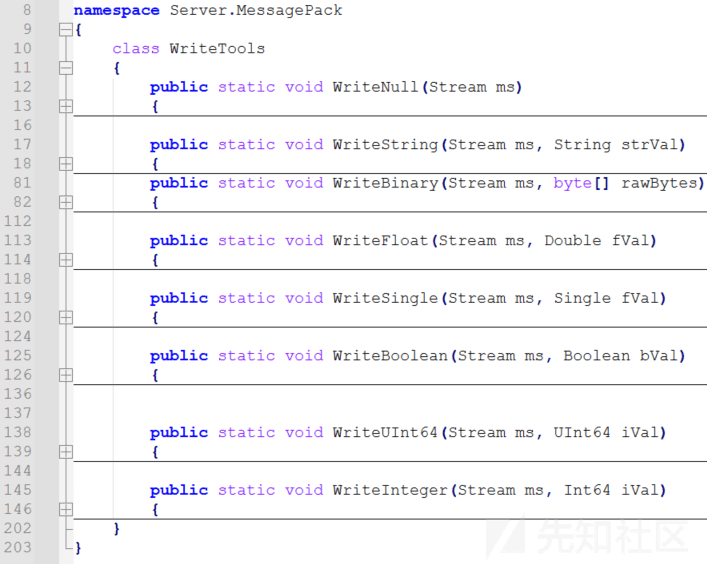 8 namespace Server.MessagePack
9 {
10 class WriteTools
11 {
12 public static void WriteNull(Stream ms)
13 {
16
17 public static void WriteString(Stream ms, String strVal)
18 {
81 public static void WriteBinary(Stream ms, byte[] rawBytes)
82 {
112
113 public static void WriteFloat(Stream ms, Double fVal)
114 {
118
119 public static void WriteSingle(Stream ms, Single fVal)
120 {
124
125 public static void WriteBoolean(Stream ms, Boolean bVal)
126 {
136
137
138 public static void WriteUInt64(Stream ms, UInt64 iVal)
139 {
144
145 public static void WriteInteger(Stream ms, Int64 iVal)
146 {
202 }
203 }
先知社区